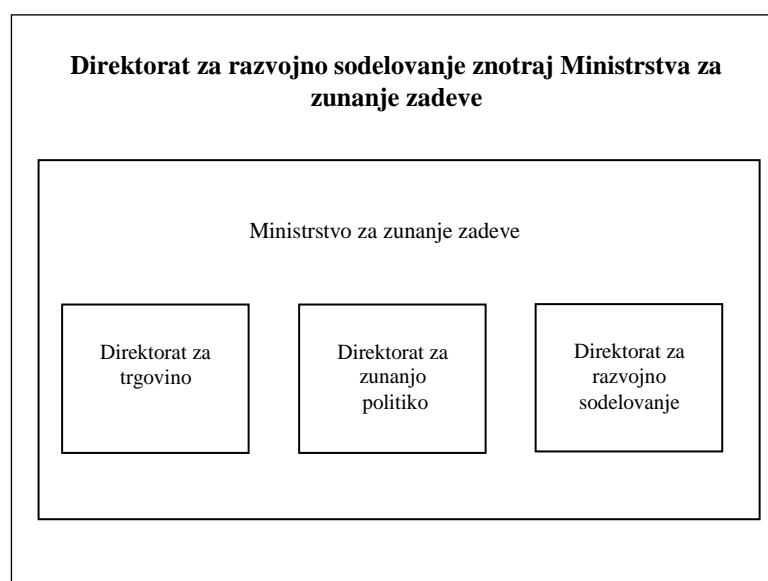 Direktorat za razvojno sodelovanje znotraj Ministrstva za
zunanje zadeve
Ministrstvo za zunanje zadeve
Direktorat za
trgovino
Direktorat za
zunanjo
politiko
Direktorat za
razvojno
sodelovanje